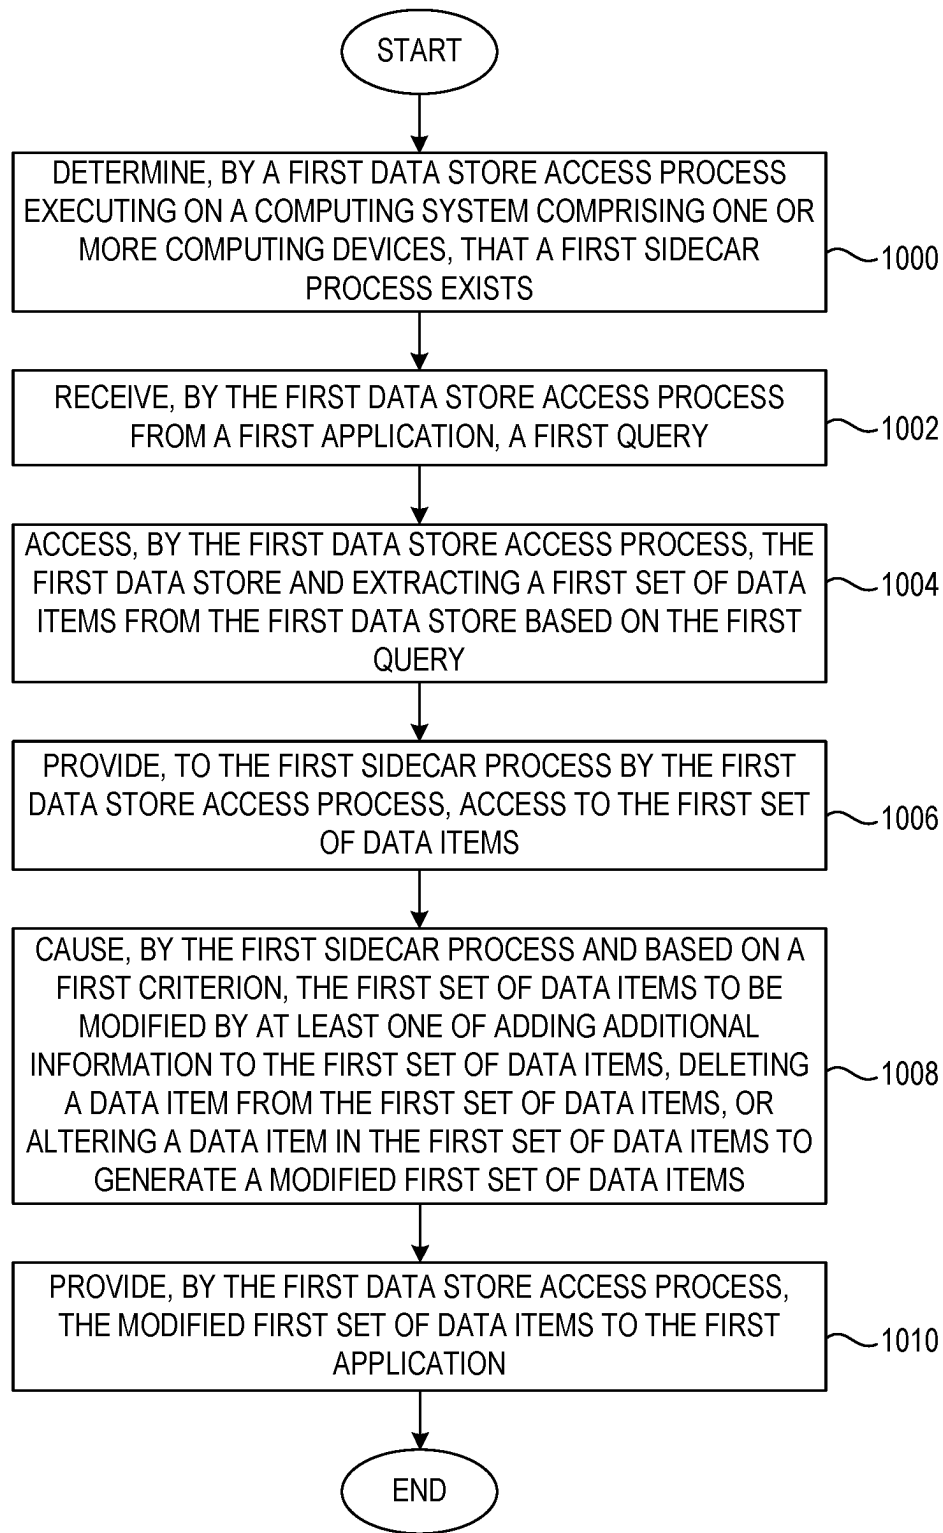 START
DETERMINE, BY A FIRST DATA STORE ACCESS PROCESS
EXECUTING ON A COMPUTING SYSTEM COMPRISING ONE OR
MORE COMPUTING DEVICES, THAT A FIRST SIDECAR
PROCESS EXISTS
1000
RECEIVE, BY THE FIRST DATA STORE ACCESS PROCESS
FROM A FIRST APPLICATION, A FIRST QUERY
1002
ACCESS, BY THE FIRST DATA STORE ACCESS PROCESS, THE
FIRST DATA STORE AND EXTRACTING A FIRST SET OF DATA
ITEMS FROM THE FIRST DATA STORE BASED ON THE FIRST
QUERY
1004
PROVIDE, TO THE FIRST SIDECAR PROCESS BY THE FIRST
DATA STORE ACCESS PROCESS, ACCESS TO THE FIRST SET
OF DATA ITEMS
1006
CAUSE, BY THE FIRST SIDECAR PROCESS AND BASED ON A
FIRST CRITERION, THE FIRST SET OF DATA ITEMS TO BE
MODIFIED BY AT LEAST ONE OF ADDING ADDITIONAL
INFORMATION TO THE FIRST SET OF DATA ITEMS, DELETING
A DATA ITEM FROM THE FIRST SET OF DATA ITEMS, OR
ALTERING A DATA ITEM IN THE FIRST SET OF DATA ITEMS TO
GENERATE A MODIFIED FIRST SET OF DATA ITEMS
1008
PROVIDE, BY THE FIRST DATA STORE ACCESS PROCESS,
THE MODIFIED FIRST SET OF DATA ITEMS TO THE FIRST
APPLICATION
1010
END